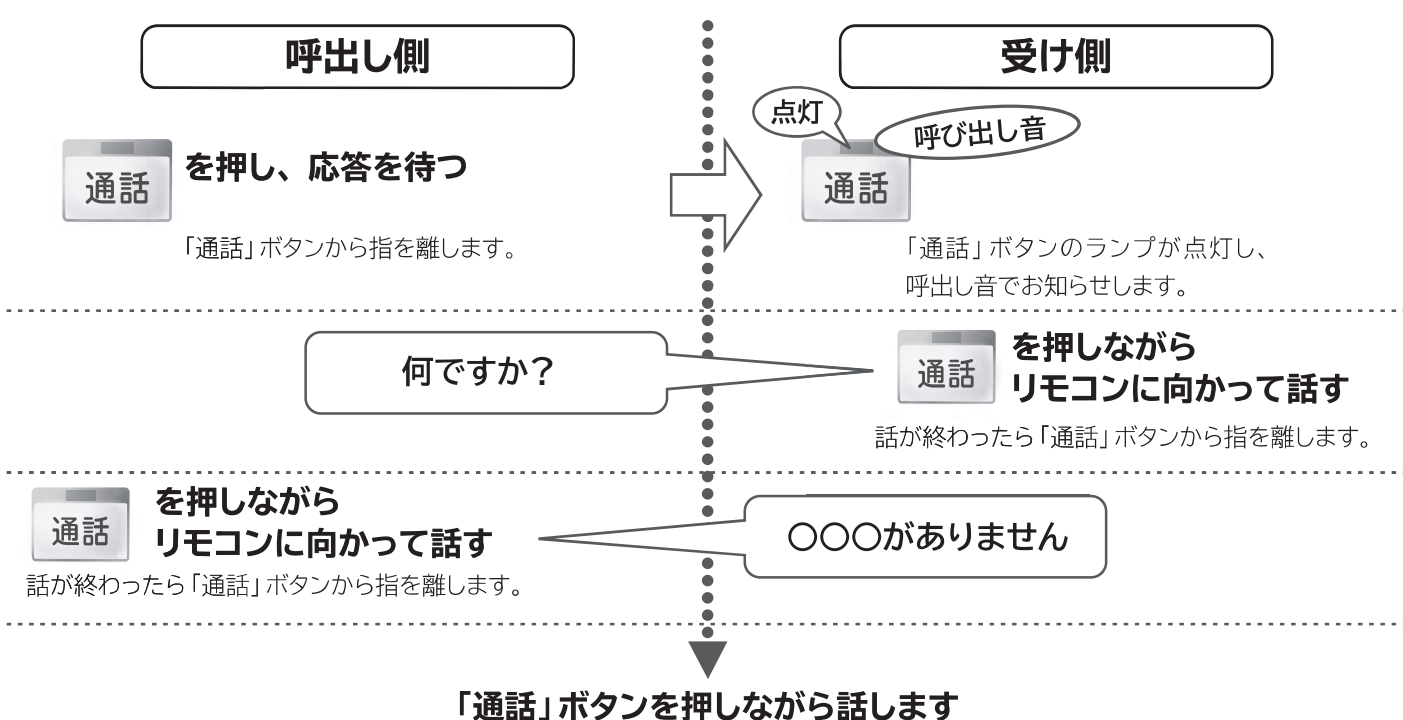 呼出し側
受け側
通話
を押し、応答を待つ
「通話」ボタンから指を離します。
点灯
呼び出し音
通話
「通話」ボタンのランプが点灯し、
呼出し音でお知らせします。
何ですか？
通話
を押しながら
リモコンに向かって話す
話が終わったら「通話」ボタンから指を離します。
通話
を押しながら
リモコンに向かって話す
話が終わったら「通話」ボタンから指を離します。
○○○がありません
「通話」ボタンを押しながら話します